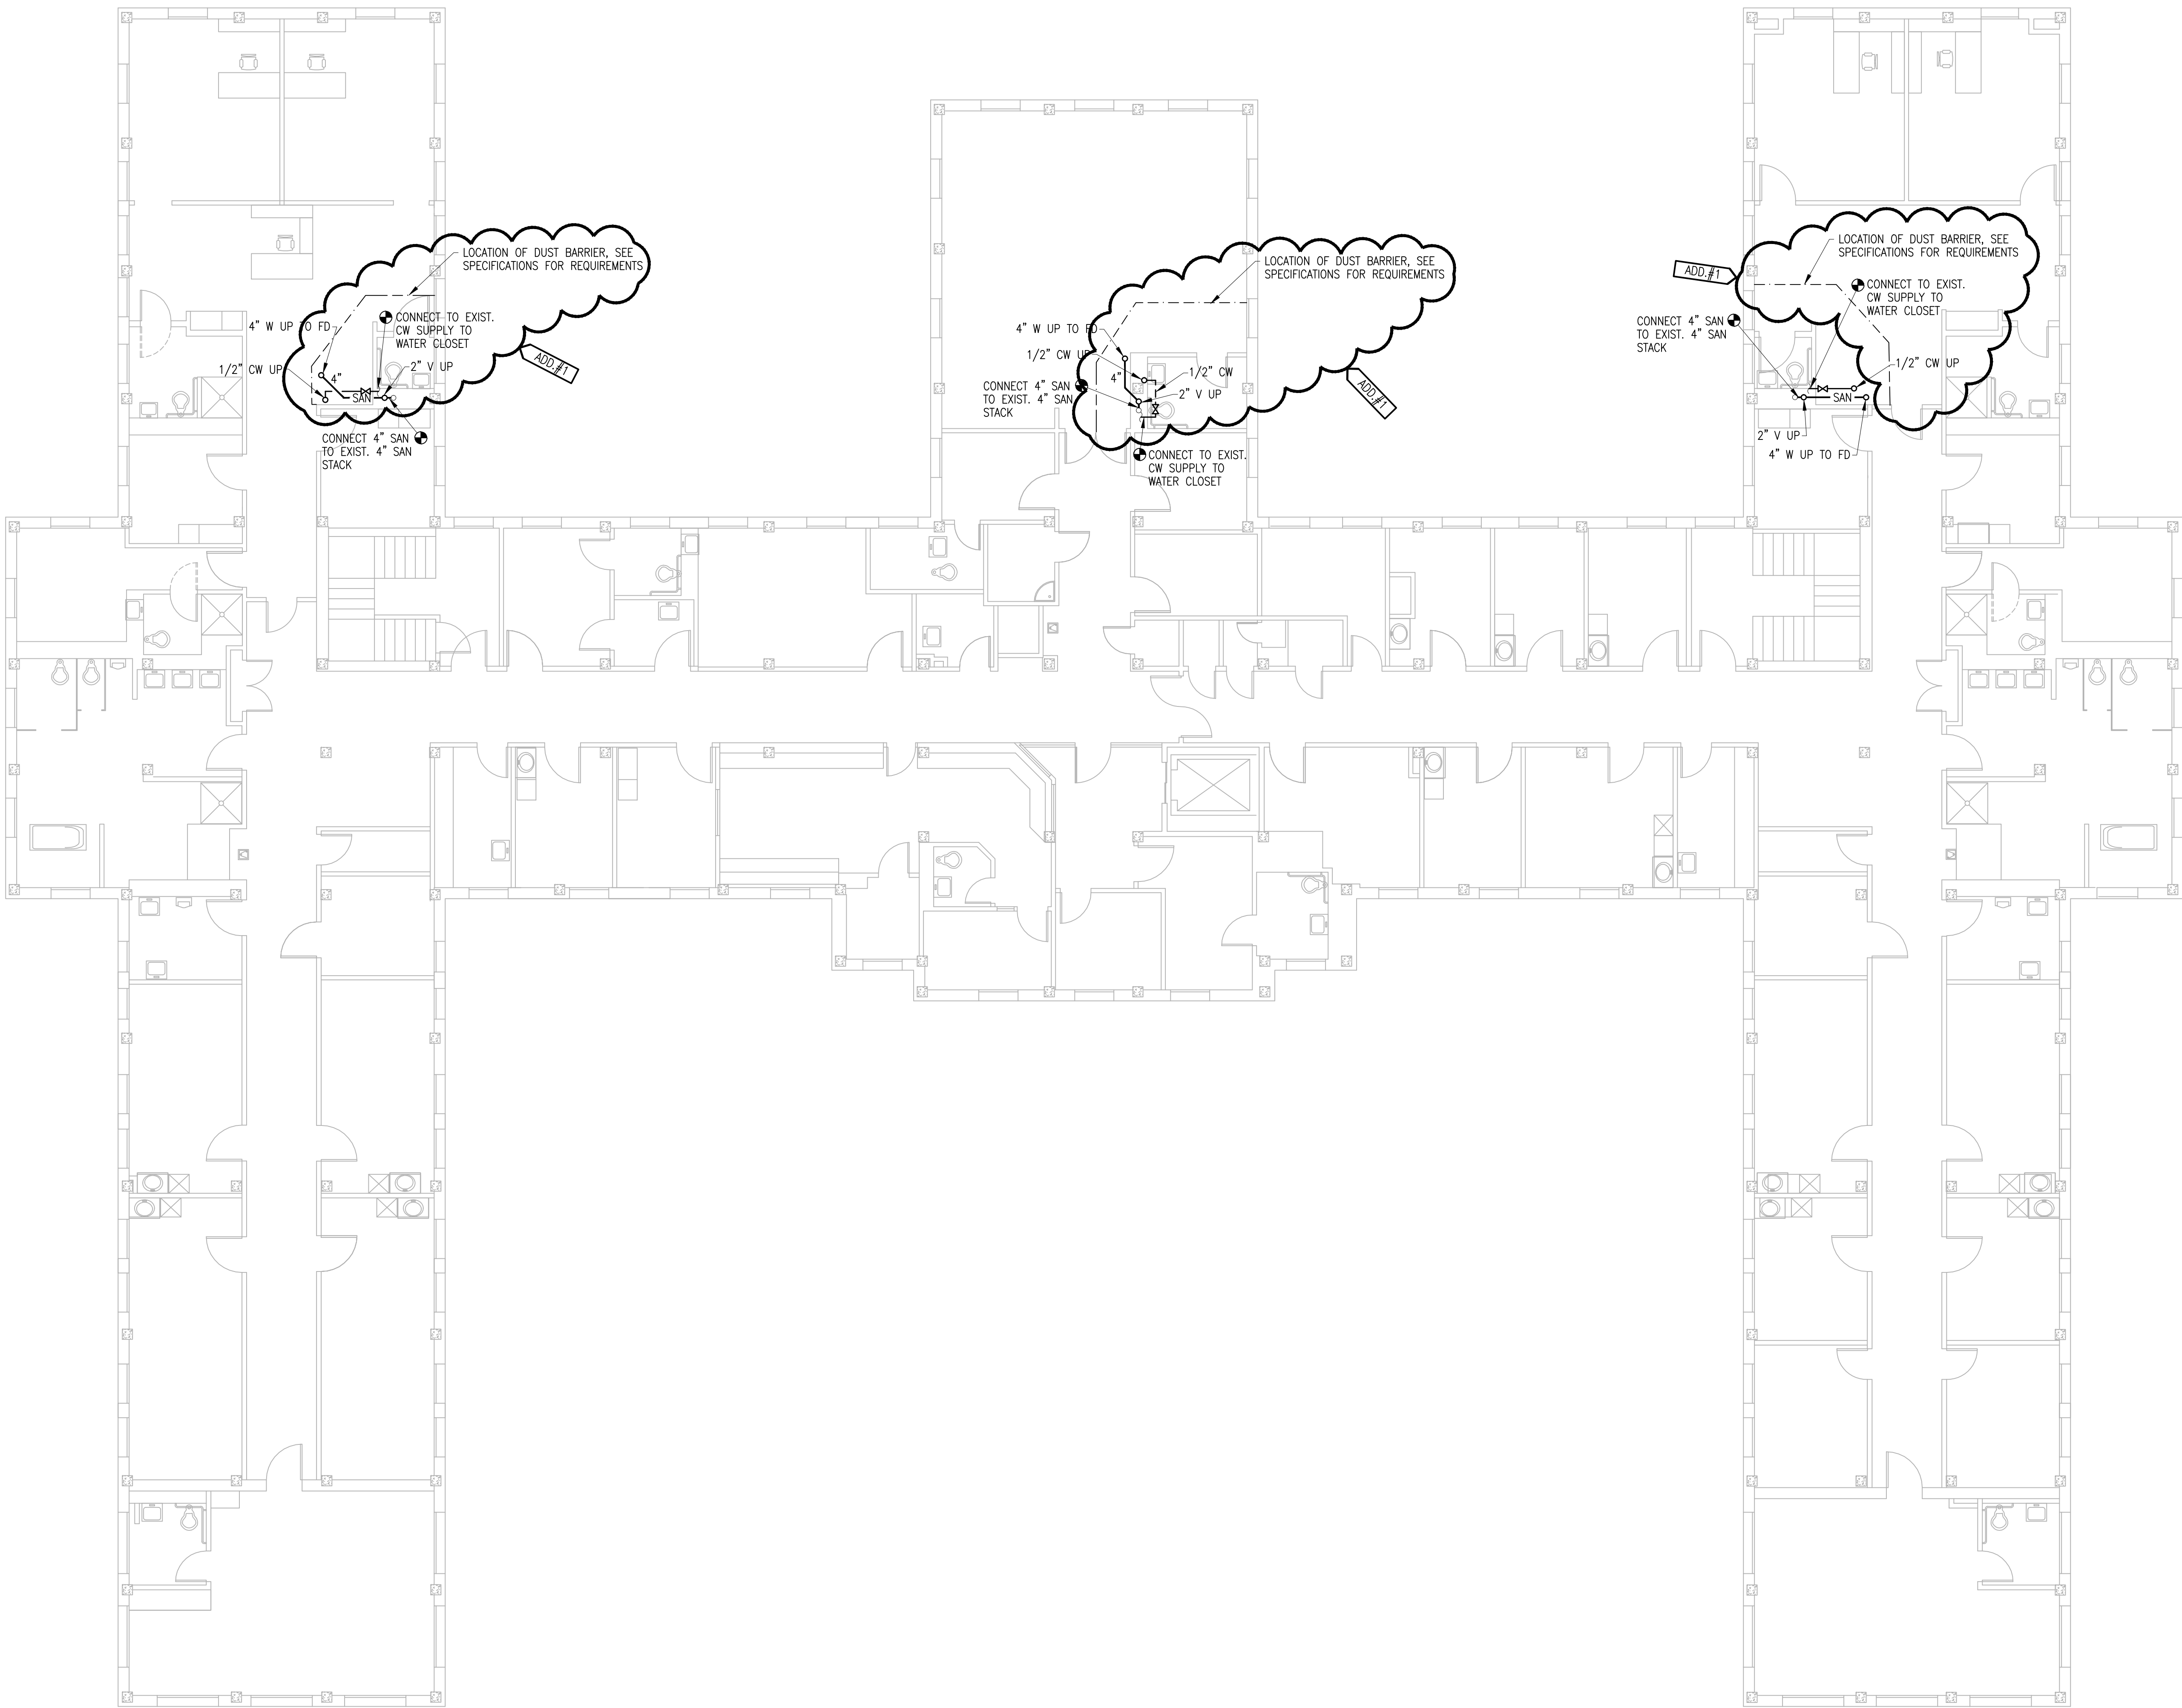 LOCATION OF DUST BARRIER, SEE
SPECIFICATIONS FOR REQUIREMENTS
CONNECT TO EXIST.
CW SUPPLY TO
WATER CLOSET
4" W UP TO FD
1/2" CW UP
4"
SAN
2" V UP
ADD.#1
CONNECT 4" SAN
TO EXIST. 4" SAN
STACK
LOCATION OF DUST BARRIER, SEE
SPECIFICATIONS FOR REQUIREMENTS
4" W UP TO FD
1/2" CW UP
4"
1/2" CW
2" V UP
CONNECT 4" SAN
TO EXIST. 4" SAN
STACK
ADD.#1
CONNECT TO EXIST.
CW SUPPLY TO
WATER CLOSET
LOCATION OF DUST BARRIER, SEE
SPECIFICATIONS FOR REQUIREMENTS
ADD.#1
CONNECT TO EXIST.
CW SUPPLY TO
WATER CLOSET
CONNECT 4" SAN
TO EXIST. 4" SAN
STACK
1/2" CW UP
SAN
2" V UP
4" W UP TO FD